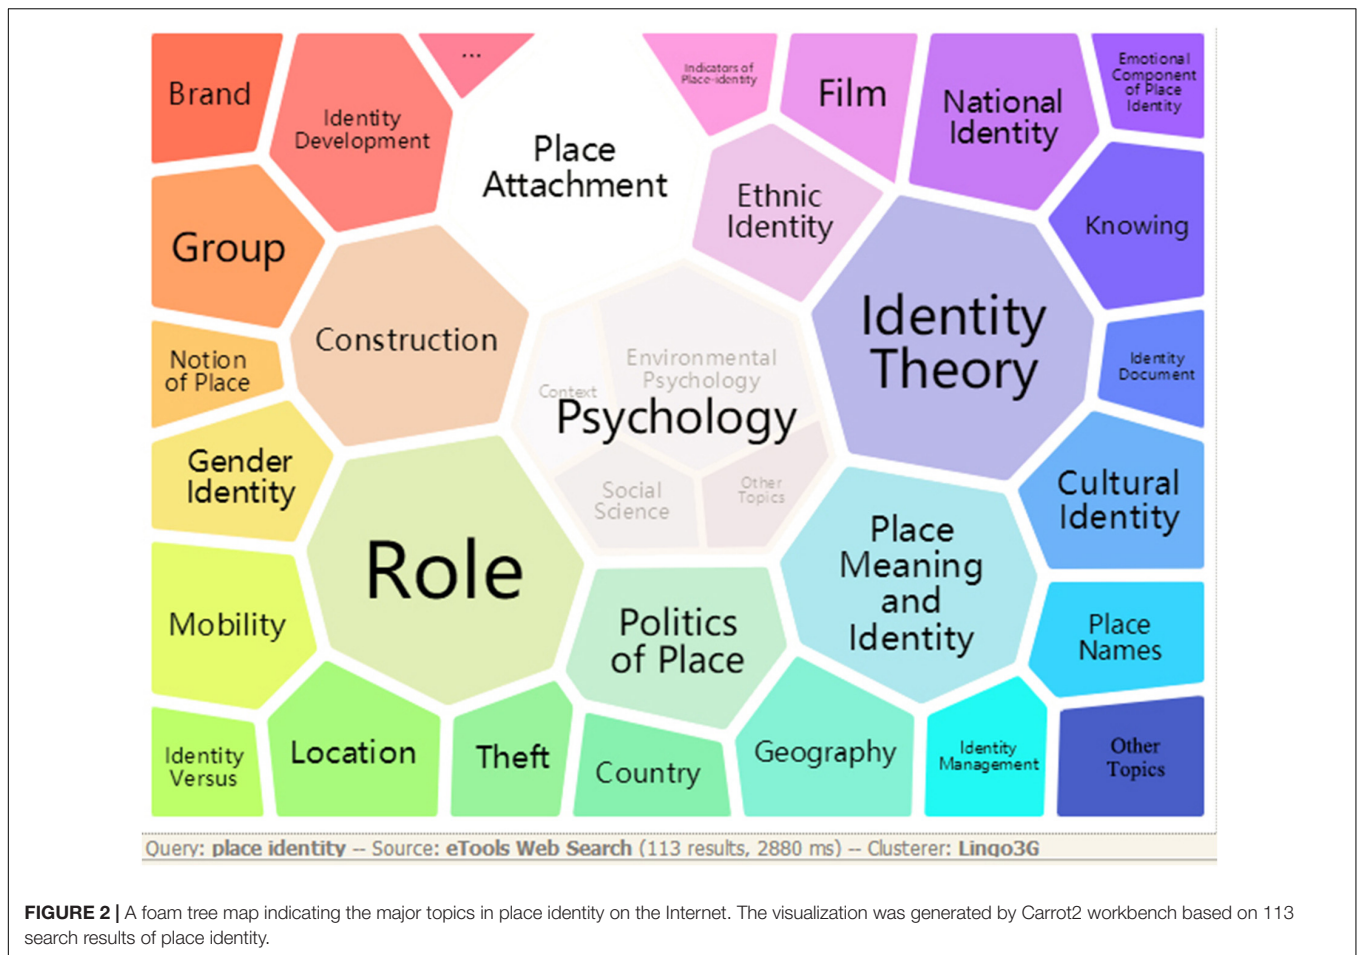 Brand
Identity
Development
...
Place
Attachment
Indicators of
Place-identity
Film
National
Identity
Emotional
Component
of Place
Identity
Group
Ethnic
Identity
Knowing
Construction
Identity
Theory
Notion
of Place
Environmental
Psychology
Context
Psychology
Social
Science
Other
Topics
Identity
Document
Gender
Identity
Cultural
Identity
Role
Place
Meaning
and
Identity
Mobility
Politics
of Place
Place
Names
Identity
Versus
Location
Theft
Country
Geography
Identity
Management
Other
Topics
Query: place identity -- Source: eTools Web Search (113 results, 2880 ms) -- Clusterer: Lingo3G
FIGURE 2 | A foam tree map indicating the major topics in place identity on the Internet. The visualization was generated by Carrot2 workbench based on 113
search results of place identity.